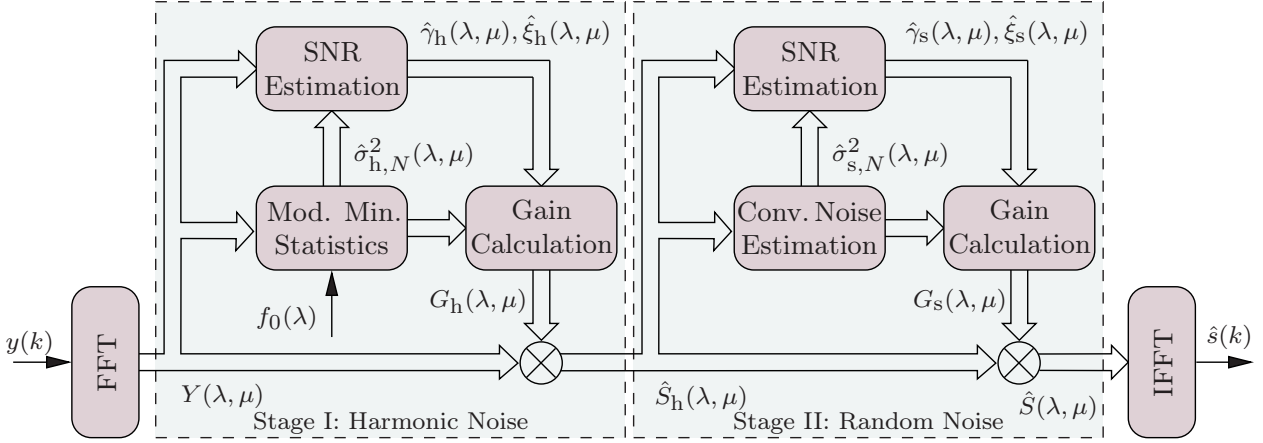 γ̂h(λ, μ), ξ̂h(λ, μ)
SNR
Estimation
σ̂²h,N(λ, μ)
Mod. Min.
Statistics
Gain
Calculation
f0(λ)
Gh(λ, μ)
y(k)
FFT
Y(λ, μ)
Stage I: Harmonic Noise
γ̂s(λ, μ), ξ̂s(λ, μ)
SNR
Estimation
σ̂²s,N(λ, μ)
Conv. Noise
Estimation
Gain
Calculation
Gs(λ, μ)
Ŝh(λ, μ)
Ŝ(λ, μ)
Stage II: Random Noise
IFFT
ŝ(k)